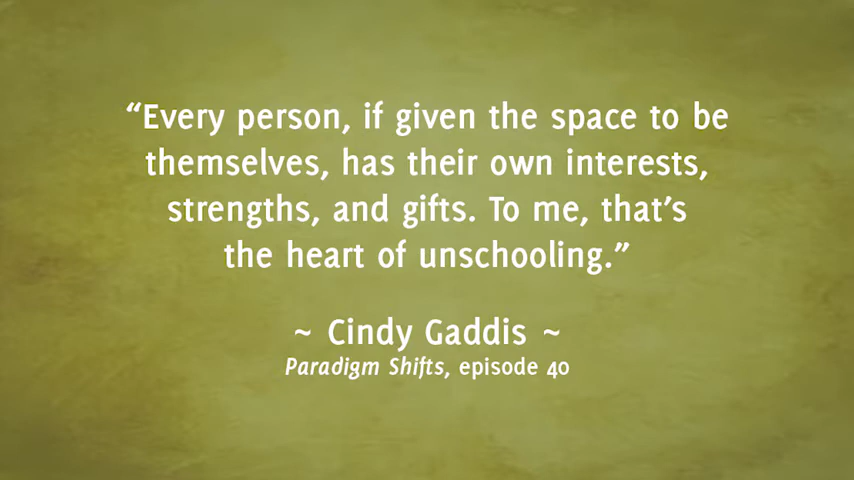 “Every person, if given the space to be
themselves, has their own interests,
strengths, and gifts. To me, that’s
the heart of unschooling.”
~ Cindy Gaddis ~
Paradigm Shifts, episode 40